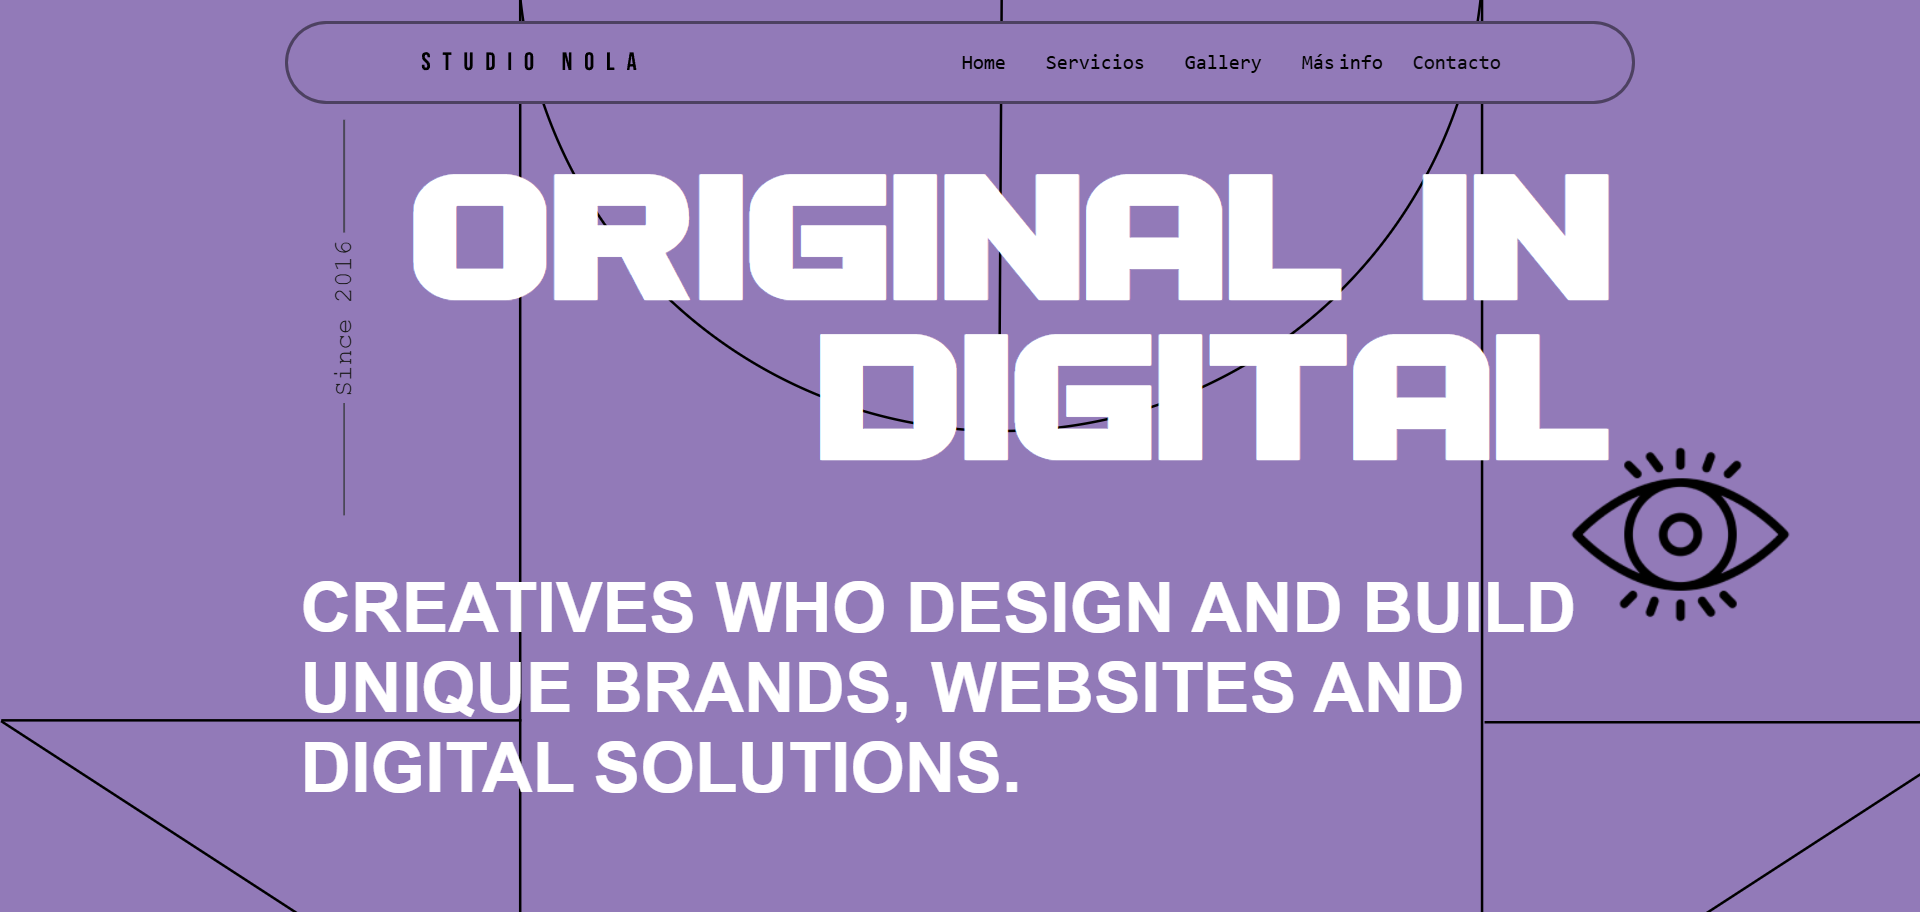 STUDIO NOLA
Home Servicios Gallery Más info Contacto
Since 2016
ORIGINAL IN
DIGITAL
CREATIVES WHO DESIGN AND BUILD
UNIQUE BRANDS, WEBSITES AND
DIGITAL SOLUTIONS.